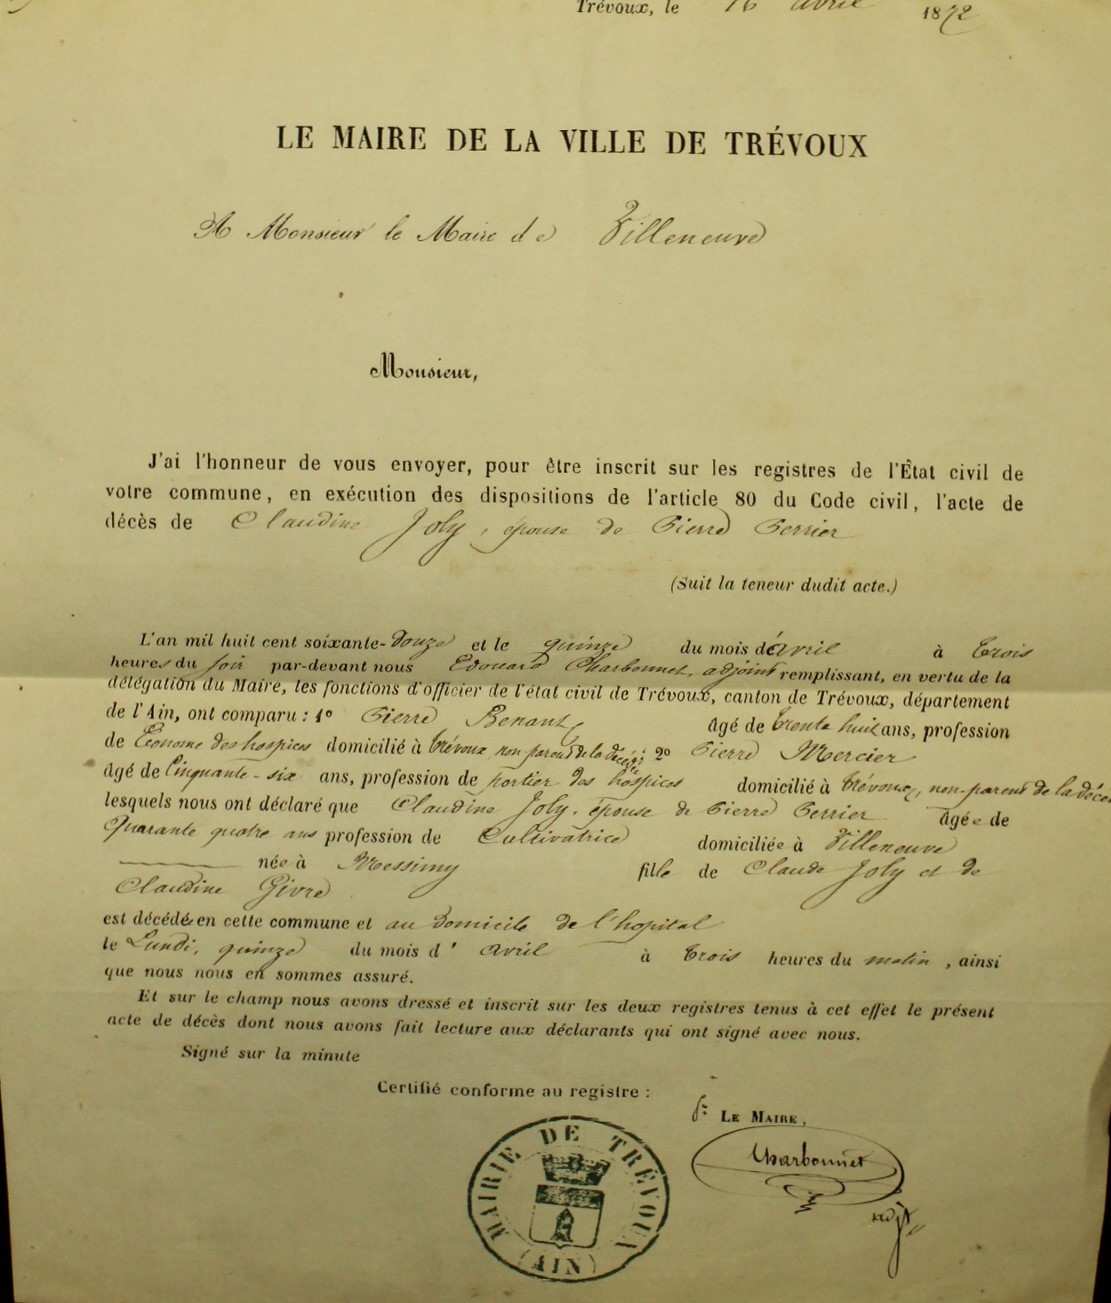 Trévoux, le 16 avril 1872
LE MAIRE DE LA VILLE DE TRÉVOUX
A Monsieur le Maire de Villeneuve
Monsieur,
J'ai l'honneur de vous envoyer, pour être inscrit sur les registres de l'État civil de
votre commune, en exécution des dispositions de l'article 80 du Code civil, l'acte de
décès de Claudine Joly, épouse de Pierre Perrier
(Suit la teneur dudit acte.)
L'an mil huit cent soixante-douze et le quinze du mois d'avril à trois
heures du soir par-devant nous Edouard Charbonnet, adjoint remplissant, en vertu de la
délégation du Maire, les fonctions d'officier de l'état civil de Trévoux, canton de Trévoux, département
de l'Ain, ont comparu : 1º Pierre âgé de trente huit ans, profession
de Econome des hospices domicilié à trévoux non parent de la décédée 2º Pierre Mercier
âgé de Cinquante-six ans, profession de portier des hospices domicilié à trévoux, non-parent de la
lesquels nous ont déclaré que Claudine Joly, épouse de Pierre Perrier âgée de
Quarante quatre ans profession de Cultivatrice domiciliée à Villeneuve
née à Messimy fille de Claude Joly et de
Claudine Givre
est décédée en cette commune et au domicile de l'hopital
le Lundi, quinze du mois d' avril à trois heures du matin, ainsi
que nous nous en sommes assuré.
Et sur le champ nous avons dressé et inscrit sur les deux registres tenus à cet effet le présent
acte de décès dont nous avons fait lecture aux déclarants qui ont signé avec nous.
Signé sur la minute
Certifié conforme au registre :
Pr LE MAIRE,
Charbonnet
adjt
MAIRIE DE TRÉVOUX
(AIN)